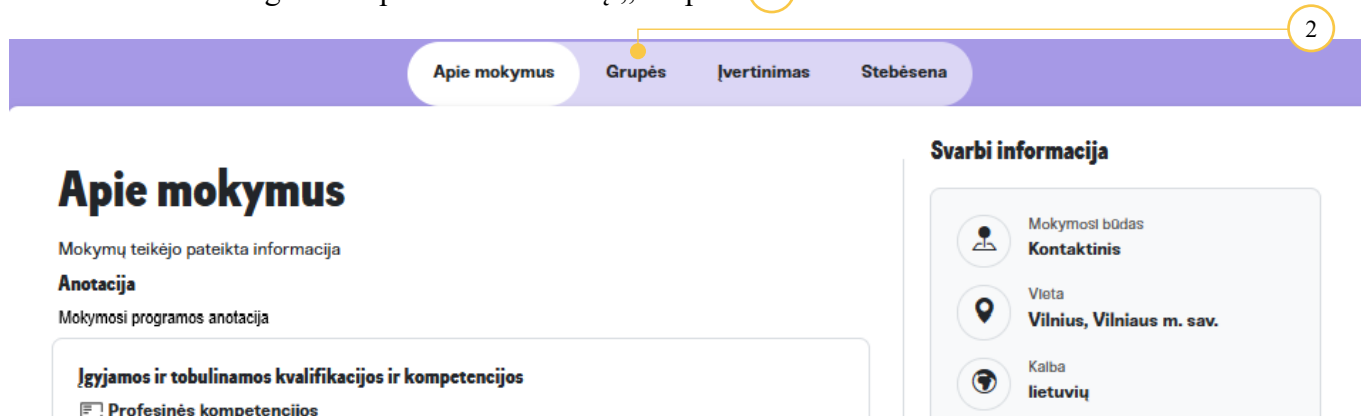 2
Apie mokymus Grupės Įvertinimas Stebėsena
Apie mokymus
Mokymų teikėjo pateikta informacija
Anotacija
Mokymosi programos anotacija
Įgyjamos ir tobulinamos kvalifikacijos ir kompetencijos
Profesinės kompetencijos
Svarbi informacija
Mokymosi būdas
Kontaktinis
Vieta
Vilnius, Vilniaus m. sav.
Kalba
lietuvių